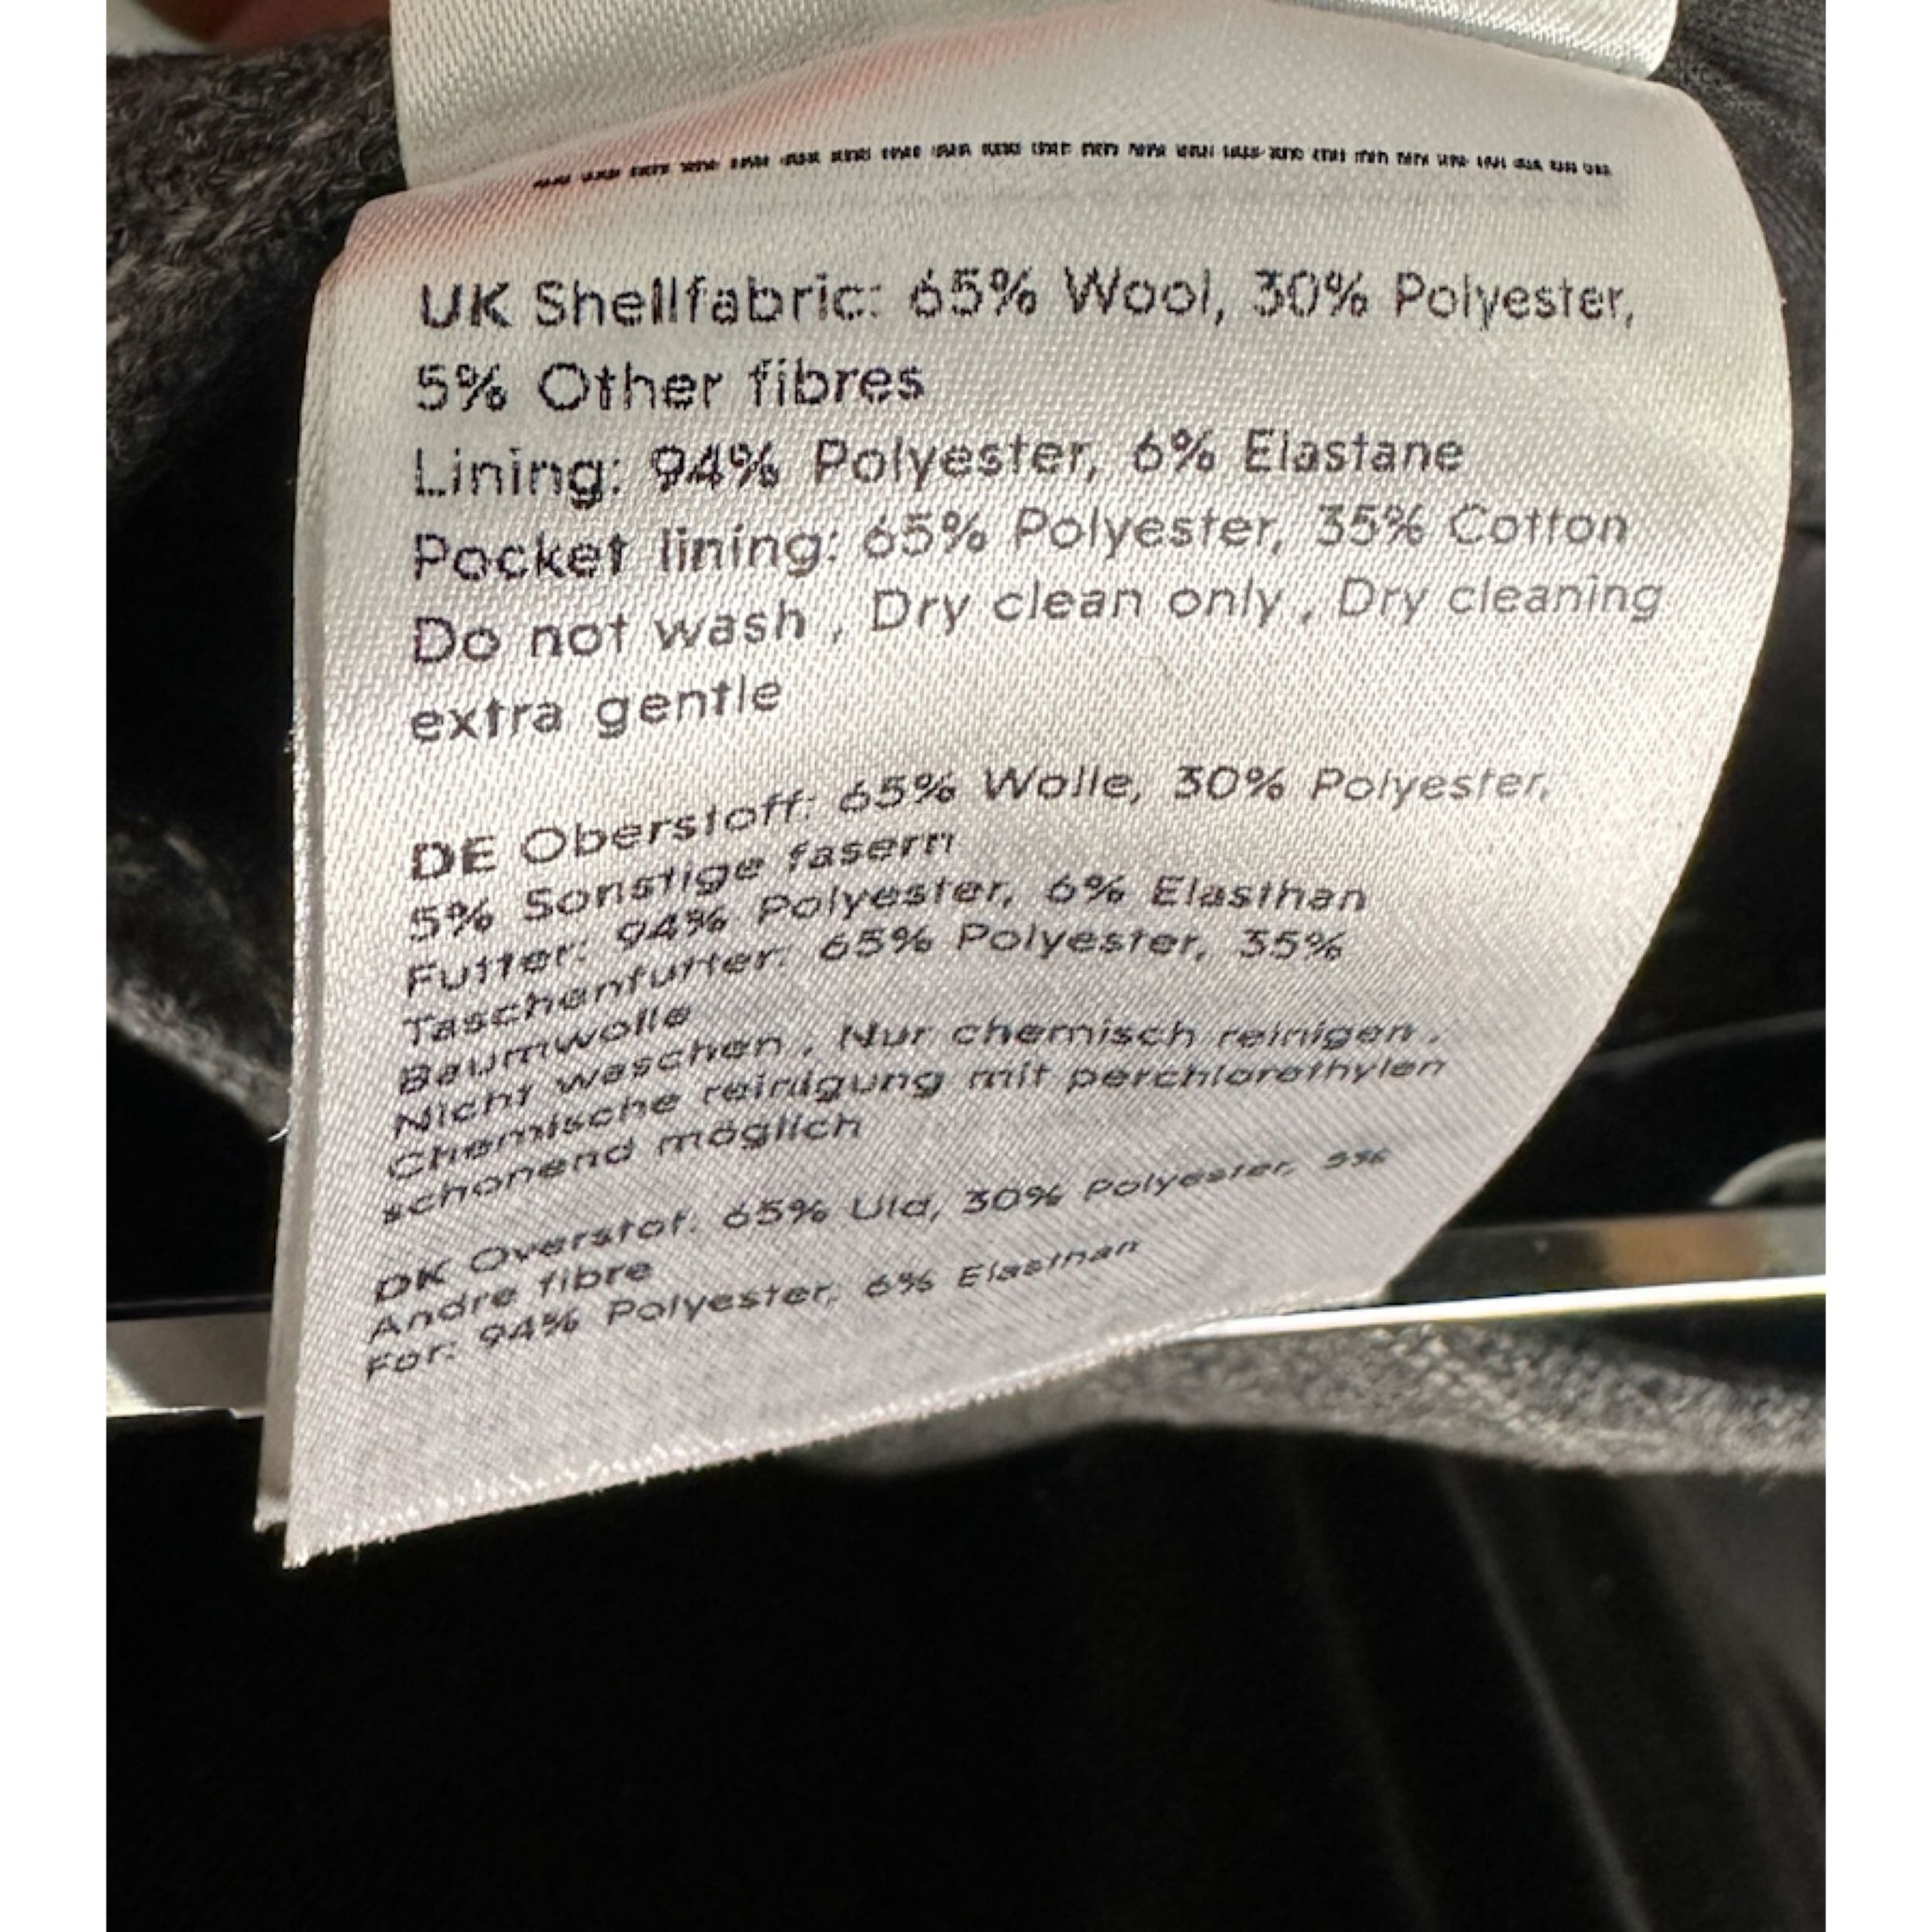 UK Shellfabric: 65% Wool, 30% Polyester,
5% Other fibres
Lining: 94% Polyester, 6% Elastane
Pocket lining: 65% Polyester, 35% Cotton
Do not wash , Dry clean only , Dry cleaning
extra gentle
DE Oberstoff: 65% Wolle, 30% Polyester,
5% Sonstige fasern
Futter: 94% Polyester, 6% Elasthan
Taschenfutter: 65% Polyester, 35%
Baumwolle
Nicht waschen , Nur chemisch reinigen ,
Chemische reinigung mit perchlorethylen
schonend möglich
DK Overstof: 65% Uld, 30% Polyester, 5%
Andre fibre
For: 94% Polyester, 6% Elasthan